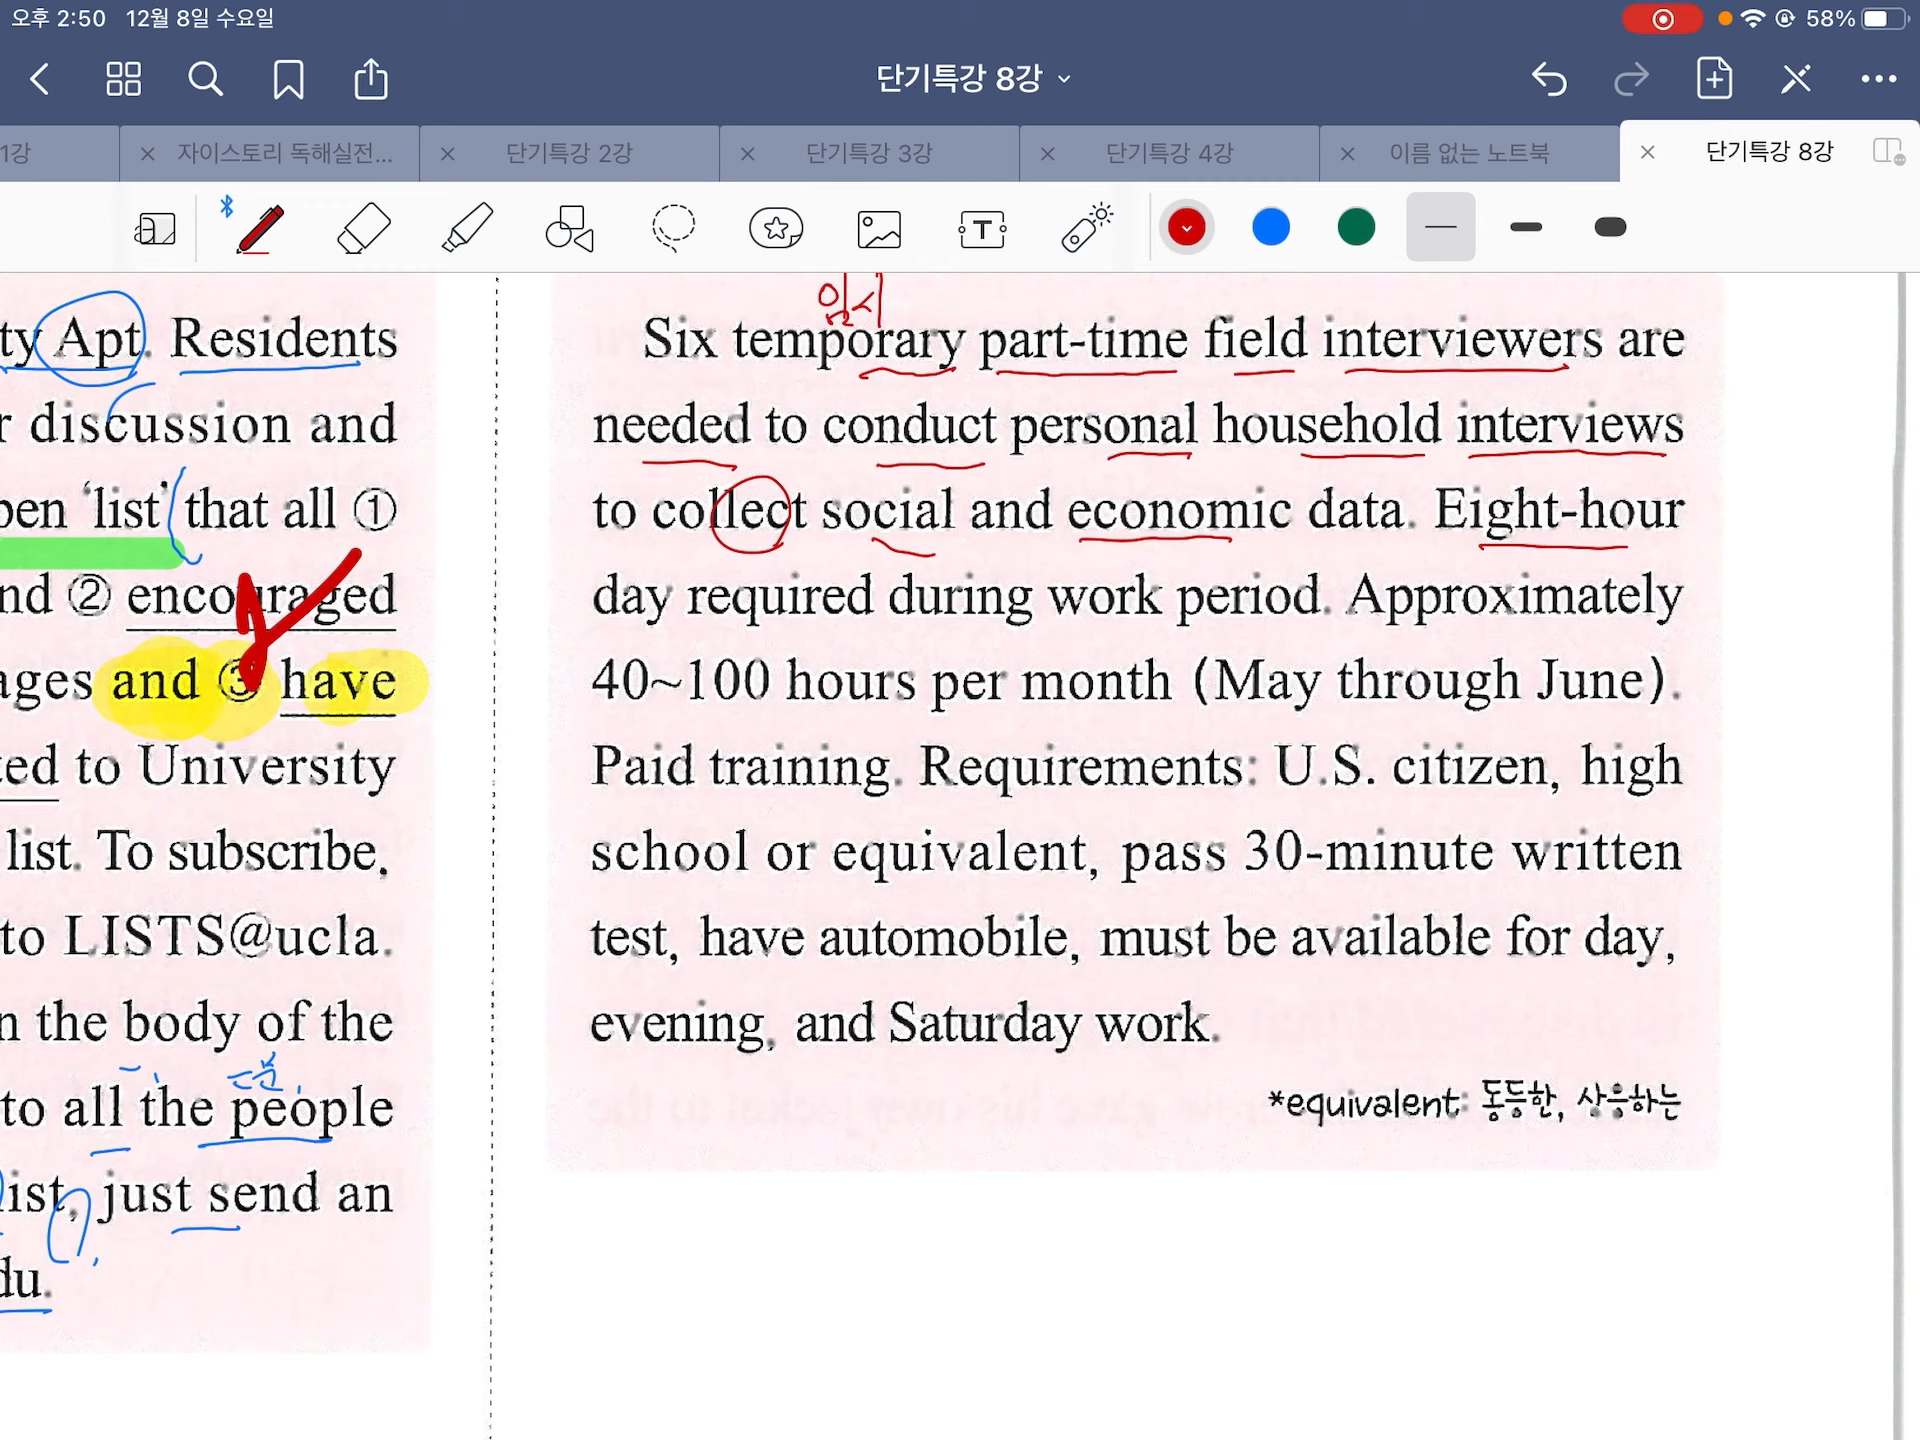 오후 2:50 12월 8일 수요일
58%
단기특강 8강
1강
자이스토리 독해실전...
단기특강 2강
단기특강 3강
단기특강 4강
이름 없는 노트북
단기특강 8강
ty Apt. Residents
r discussion and
pen 'list' that all ①
nd ② encouraged
ages and ③ have
ted to University
list. To subscribe,
to LISTS@ucla.
n the body of the
to all the people
list, just send an
du.
임시
Six temporary part-time field interviewers are
needed to conduct personal household interviews
to collect social and economic data. Eight-hour
day required during work period. Approximately
40~100 hours per month (May through June).
Paid training. Requirements: U.S. citizen, high
school or equivalent, pass 30-minute written
test, have automobile, must be available for day,
evening, and Saturday work.
*equivalent: 동등한, 상응하는